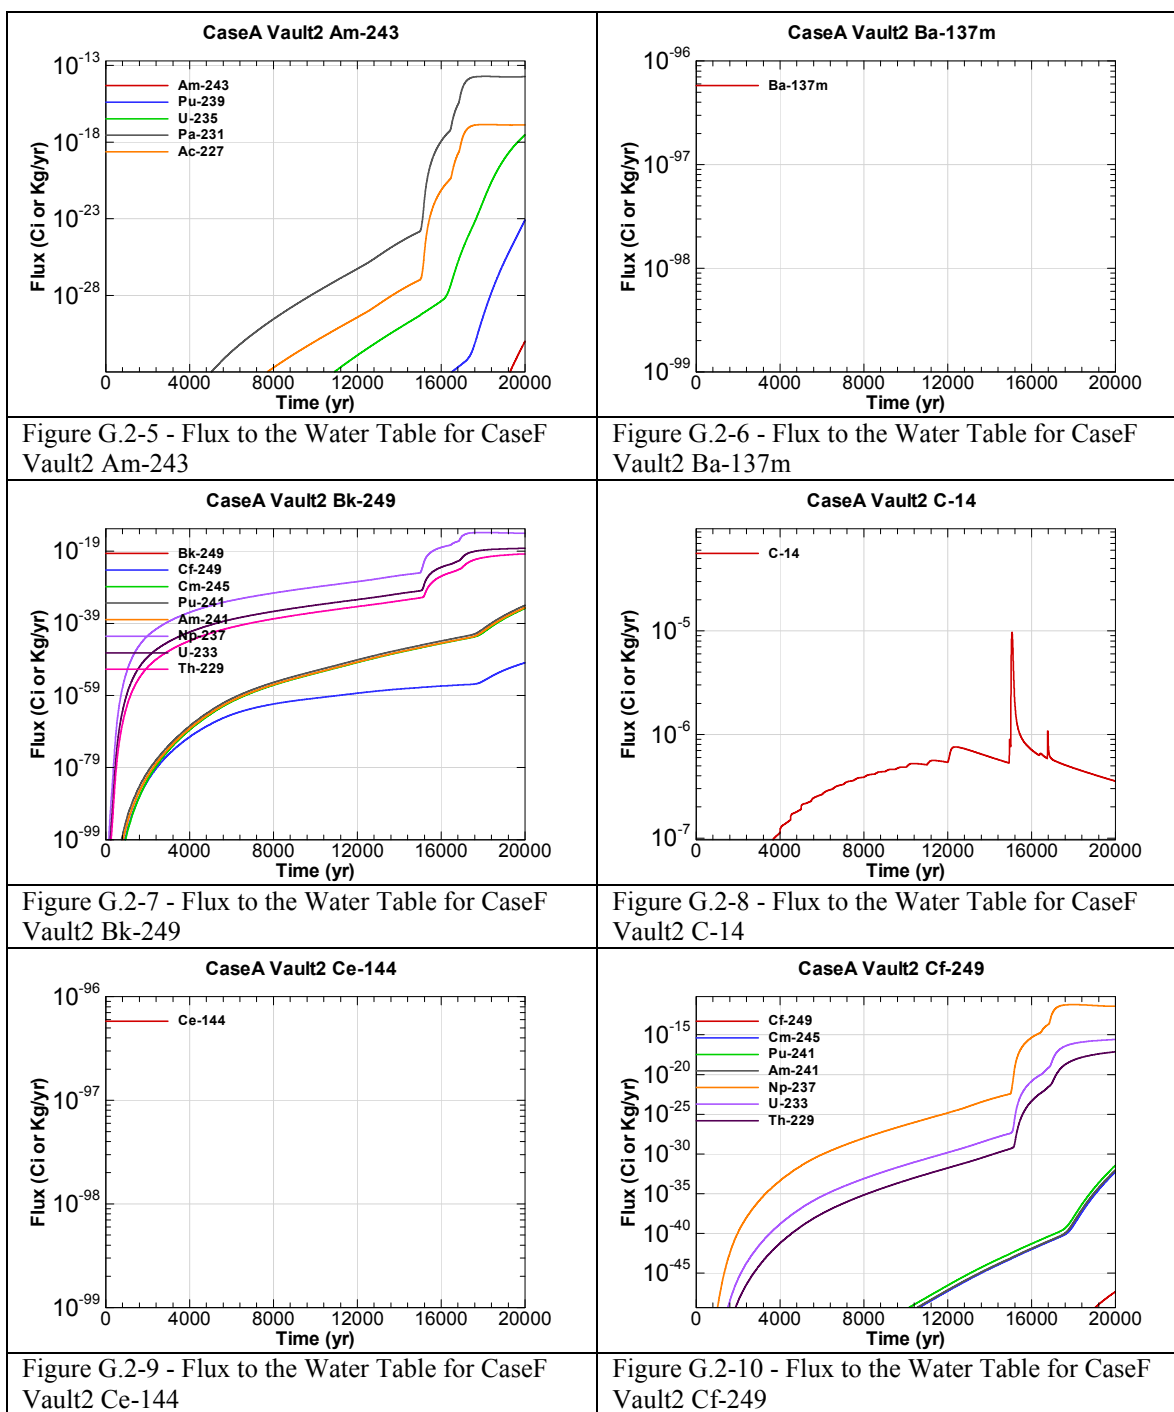 CaseA Vault2 Am-243
10-13
10-18
10-23
10-28
Flux (Ci or Kg/yr)
Am-243
Pu-239
U-235
Pa-231
Ac-227
0 4000 8000 12000 16000 20000
Time (yr)
Figure G.2-5 - Flux to the Water Table for CaseF
Vault2 Am-243
CaseA Vault2 Ba-137m
10-96
10-97
10-98
10-99
Flux (Ci or Kg/yr)
Ba-137m
0 4000 8000 12000 16000 20000
Time (yr)
Figure G.2-6 - Flux to the Water Table for CaseF
Vault2 Ba-137m
CaseA Vault2 Bk-249
10-19
10-39
10-59
10-79
10-99
Flux (Ci or Kg/yr)
Bk-249
Cf-249
Cm-245
Pu-241
Am-241
Np-237
U-233
Th-229
0 4000 8000 12000 16000 20000
Time (yr)
Figure G.2-7 - Flux to the Water Table for CaseF
Vault2 Bk-249
CaseA Vault2 C-14
10-5
10-6
10-7
Flux (Ci or Kg/yr)
C-14
0 4000 8000 12000 16000 20000
Time (yr)
Figure G.2-8 - Flux to the Water Table for CaseF
Vault2 C-14
CaseA Vault2 Ce-144
10-96
10-97
10-98
10-99
Flux (Ci or Kg/yr)
Ce-144
0 4000 8000 12000 16000 20000
Time (yr)
Figure G.2-9 - Flux to the Water Table for CaseF
Vault2 Ce-144
CaseA Vault2 Cf-249
10-15
10-20
10-25
10-30
10-35
10-40
10-45
Flux (Ci or Kg/yr)
Cf-249
Cm-245
Pu-241
Am-241
Np-237
U-233
Th-229
0 4000 8000 12000 16000 20000
Time (yr)
Figure G.2-10 - Flux to the Water Table for CaseF
Vault2 Cf-249